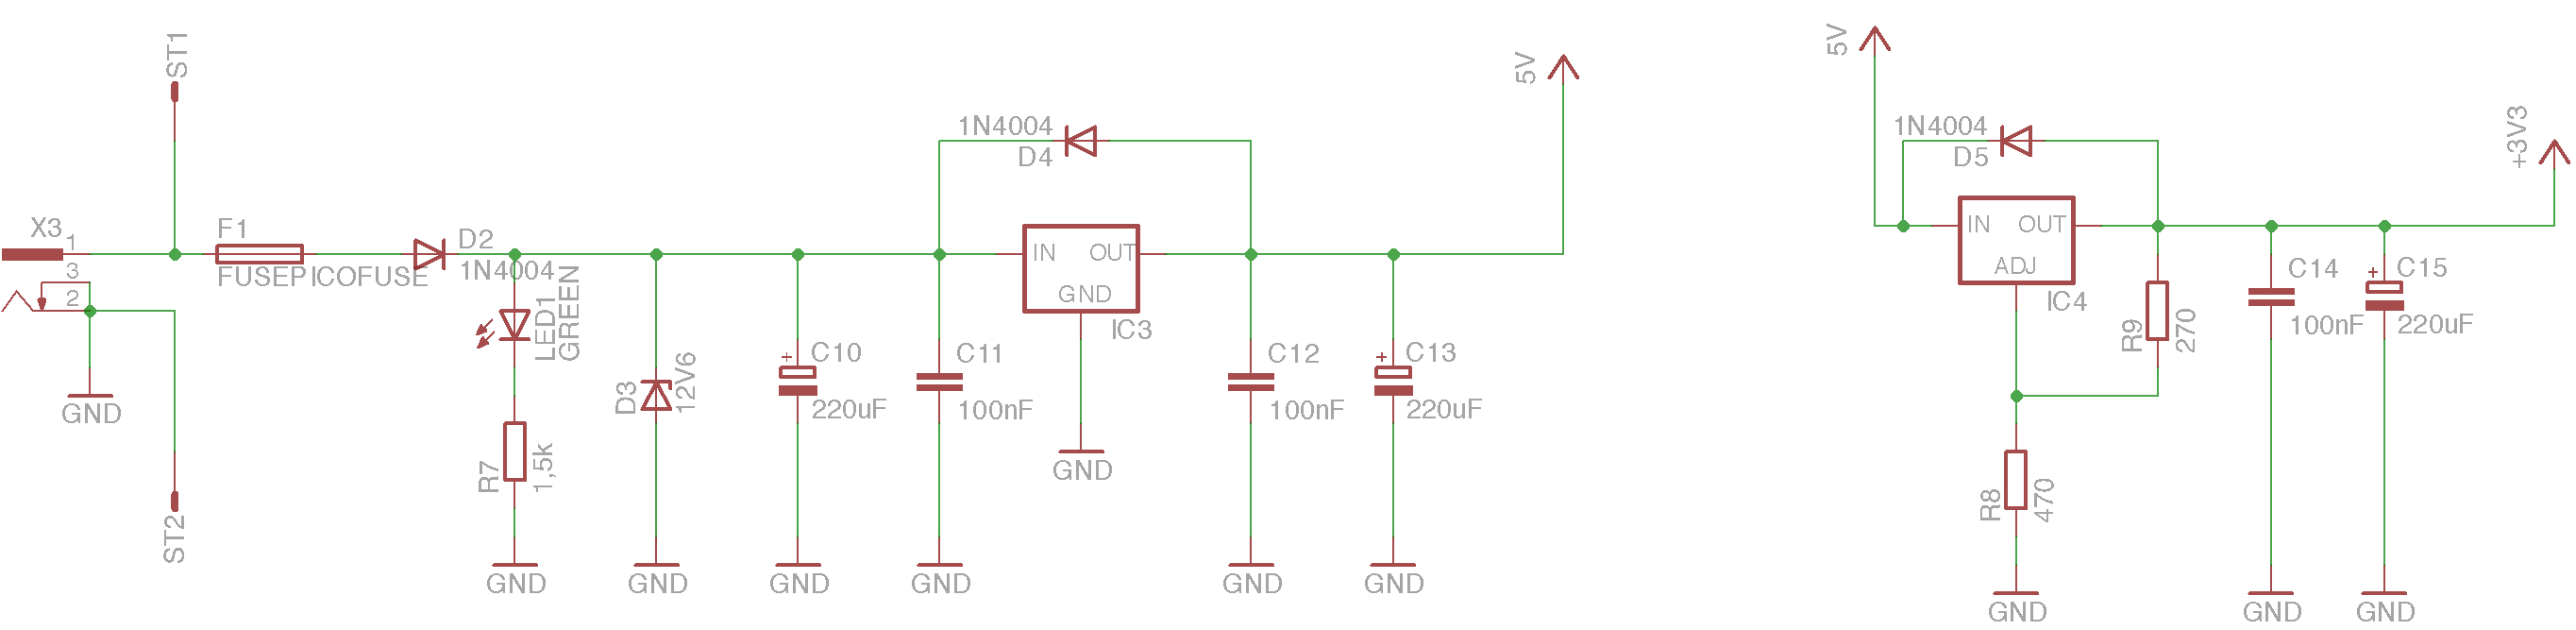 ST1
X3
1
3
2
GND
ST2
F1
FUSEPICOFUSE
D2
1N4004
LED1
GREEN
R7
1,5k
GND
D3
12V6
GND
+
C10
220uF
GND
C11
100nF
GND
1N4004
D4
IN
OUT
GND
IC3
GND
C12
100nF
GND
+
C13
220uF
GND
5V
5V
1N4004
D5
IN
OUT
ADJ
IC4
R9
270
R8
470
GND
C14
100nF
GND
+
C15
220uF
GND
+3V3